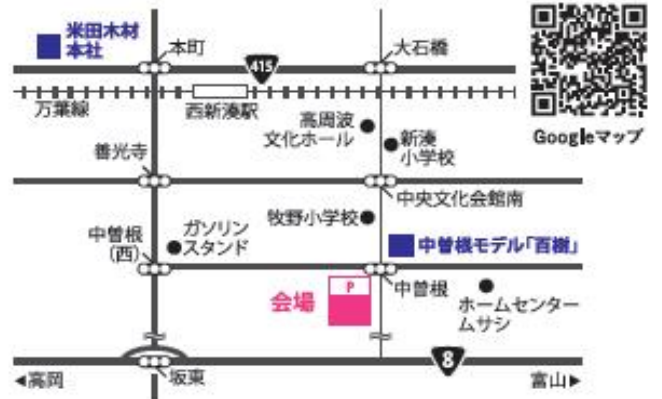 米田木材
本社
本町
415
大石橋
万葉線
西新湊駅
Googleマップ
高周波
文化ホール
新湊
小学校
善光寺
中央文化会館南
牧野小学校
ガソリン
スタンド
中曽根
(西)
中曽根モデル「百樹」
会場
P
中曽根
ホームセンター
ムサシ
8
◀高岡
坂東
富山▶